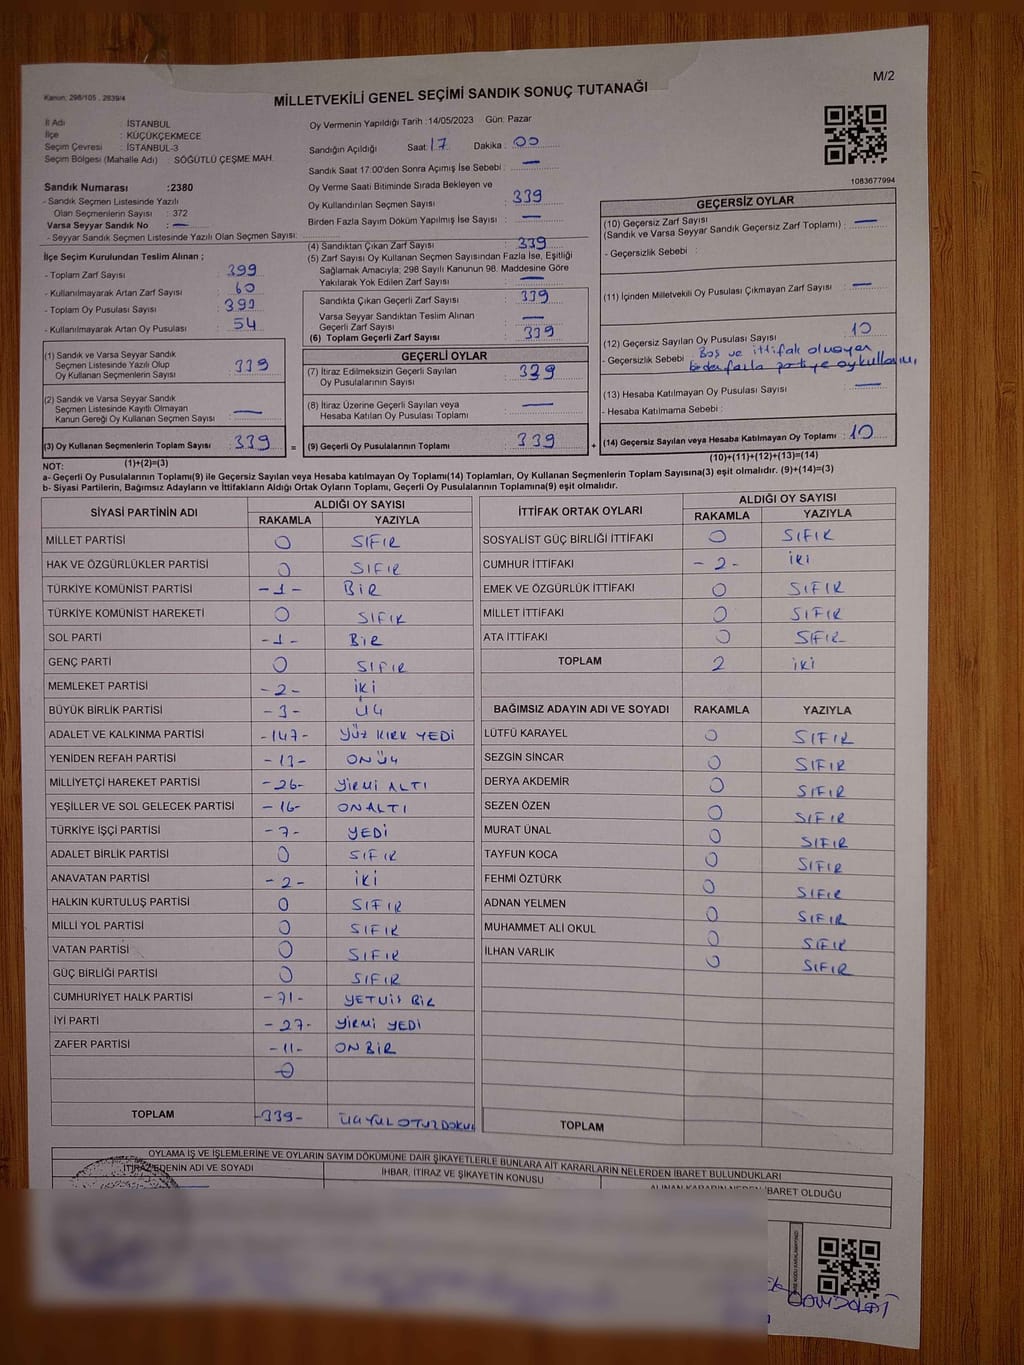 M/2
Kanun, 298/105 , 2839/4
MİLLETVEKİLİ GENEL SEÇİMİ SANDIK SONUÇ TUTANAĞI
İl Adı : İSTANBUL
İlçe : KÜÇÜKÇEKMECE
Seçim Çevresi : İSTANBUL-3
Seçim Bölgesi (Mahalle Adı) : SÖĞÜTLÜ ÇEŞME MAH.
Sandık Numarası :2380
- Sandık Seçmen Listesinde Yazılı
Olan Seçmenlerin Sayısı : 372
Varsa Seyyar Sandık No : —
- Seyyar Sandık Seçmen Listesinde Yazılı Olan Seçmen Sayısı:
İlçe Seçim Kurulundan Teslim Alınan ;
- Toplam Zarf Sayısı : 399
- Kullanılmayarak Artan Zarf Sayısı : 60
- Toplam Oy Pusulası Sayısı : 393
- Kullanılmayarak Artan Oy Pusulası : 54
(1) Sandık ve Varsa Seyyar Sandık
Seçmen Listesinde Yazılı Olup
Oy Kullanan Seçmenlerin Sayısı : 339
(2) Sandık ve Varsa Seyyar Sandık
Seçmen Listesinde Kayıtlı Olmayan
Kanun Gereği Oy Kullanan Seçmen Sayısı : —
(3) Oy Kullanan Seçmenlerin Toplam Sayısı : 339 =
(1)+(2)=(3)
Oy Vermenin Yapıldığı Tarih :14/05/2023 Gün: Pazar
Sandığın Açıldığı Saat: 17 Dakika : 00
Sandık Saat 17:00'den Sonra Açımış İse Sebebi : —
Oy Verme Saati Bitiminde Sırada Bekleyen ve
Oy Kullandırılan Seçmen Sayısı : 339
Birden Fazla Sayım Döküm Yapılmış İse Sayısı : —
(4) Sandıktan Çıkan Zarf Sayısı : 339
(5) Zarf Sayısı Oy Kullanan Seçmen Sayısından Fazla İse, Eşitliği
Sağlamak Amacıyla; 298 Sayılı Kanunun 98. Maddesine Göre
Yakılarak Yok Edilen Zarf Sayısı : —
Sandıkta Çıkan Geçerli Zarf Sayısı : 339
Varsa Seyyar Sandıktan Teslim Alınan
Geçerli Zarf Sayısı : —
(6) Toplam Geçerli Zarf Sayısı : 339
GEÇERLİ OYLAR
(7) İtiraz Edilmeksizin Geçerli Sayılan
Oy Pusulalarının Sayısı : 329
(8) İtiraz Üzerine Geçerli Sayılan veya
Hesaba Katılan Oy Pusulası Toplamı : —
(9) Geçerli Oy Pusulalarının Toplamı : 339 +
1083677994
GEÇERSİZ OYLAR
(10) Geçersiz Zarf Sayısı
(Sandık ve Varsa Seyyar Sandık Geçersiz Zarf Toplamı) : —
- Geçersizlik Sebebi :
(11) İçinden Milletvekili Oy Pusulası Çıkmayan Zarf Sayısı : —
(12) Geçersiz Sayılan Oy Pusulası Sayısı : 10
- Geçersizlik Sebebi : Boş ve ittifak olmayan
birden fazla partiye oy kullanımı
(13) Hesaba Katılmayan Oy Pusulası Sayısı : —
- Hesaba Katılmama Sebebi :
(14) Geçersiz Sayılan veya Hesaba Katılmayan Oy Toplamı : 10
(10)+(11)+(12)+(13)=(14)
NOT:
a- Geçerli Oy Pusulalarının Toplamı(9) ile Geçersiz Sayılan veya Hesaba katılmayan Oy Toplamı(14) Toplamları, Oy Kullanan Seçmenlerin Toplam Sayısına(3) eşit olmalıdır. (9)+(14)=(3)
b- Siyasi Partilerin, Bağımsız Adayların ve İttifakların Aldığı Ortak Oyların Toplamı, Geçerli Oy Pusulalarının Toplamına(9) eşit olmalıdır.
SİYASİ PARTİNİN ADI ALDIĞI OY SAYISI
RAKAMLA YAZIYLA
MİLLET PARTİSİ 0 SIFIR
HAK VE ÖZGÜRLÜKLER PARTİSİ 0 SIFIR
TÜRKİYE KOMÜNİST PARTİSİ -1- BİR
TÜRKİYE KOMÜNİST HAREKETİ 0 SIFIR
SOL PARTİ -1- BİR
GENÇ PARTİ 0 SIFIR
MEMLEKET PARTİSİ -2- İKİ
BÜYÜK BİRLİK PARTİSİ -3- ÜÇ
ADALET VE KALKINMA PARTİSİ -147- YÜZ KIRK YEDİ
YENİDEN REFAH PARTİSİ -13- ONÜÇ
MİLLİYETÇİ HAREKET PARTİSİ -26- YİRMİ ALTI
YEŞİLLER VE SOL GELECEK PARTİSİ -16- ONALTI
TÜRKİYE İŞÇİ PARTİSİ -7- YEDİ
ADALET BİRLİK PARTİSİ 0 SIFIR
ANAVATAN PARTİSİ -2- İKİ
HALKIN KURTULUŞ PARTİSİ 0 SIFIR
MİLLİ YOL PARTİSİ 0 SIFIR
VATAN PARTİSİ 0 SIFIR
GÜÇ BİRLİĞİ PARTİSİ 0 SIFIR
CUMHURİYET HALK PARTİSİ -71- YETMİŞ BİR
İYİ PARTİ -27- YİRMİ YEDİ
ZAFER PARTİSİ -11- ONBİR
0
TOPLAM -339-
İTTİFAK ORTAK OYLARI ALDIĞI OY SAYISI
RAKAMLA YAZIYLA
SOSYALİST GÜÇ BİRLİĞİ İTTİFAKI 0 SIFIR
CUMHUR İTTİFAKI -2- İKİ
EMEK VE ÖZGÜRLÜK İTTİFAKI 0 SIFIR
MİLLET İTTİFAKI 0 SIFIR
ATA İTTİFAKI 0 SIFIR
TOPLAM 2 İKİ
BAĞIMSIZ ADAYIN ADI VE SOYADI RAKAMLA YAZIYLA
LÜTFÜ KARAYEL 0 SIFIR
SEZGİN SİNCAR 0 SIFIR
DERYA AKDEMİR 0 SIFIR
SEZEN ÖZEN 0 SIFIR
MURAT ÜNAL 0 SIFIR
TAYFUN KOCA 0 SIFIR
FEHMİ ÖZTÜRK 0 SIFIR
ADNAN YELMEN 0 SIFIR
MUHAMMET ALİ OKUL 0 SIFIR
İLHAN VARLIK 0 SIFIR
TOPLAM
OYLAMA İŞ VE İŞLEMLERİNE VE OYLARIN SAYIM DÖKÜMÜNE DAİR ŞİKAYETLERLE BUNLARA AİT KARARLARIN NELERDEN İBARET BULUNDUKLARI
İTİRAZ EDENİN ADI VE SOYADI İHBAR, İTİRAZ VE ŞİKAYETİN KONUSU ALINAN KARARIN NEDEN İBARET OLDUĞU